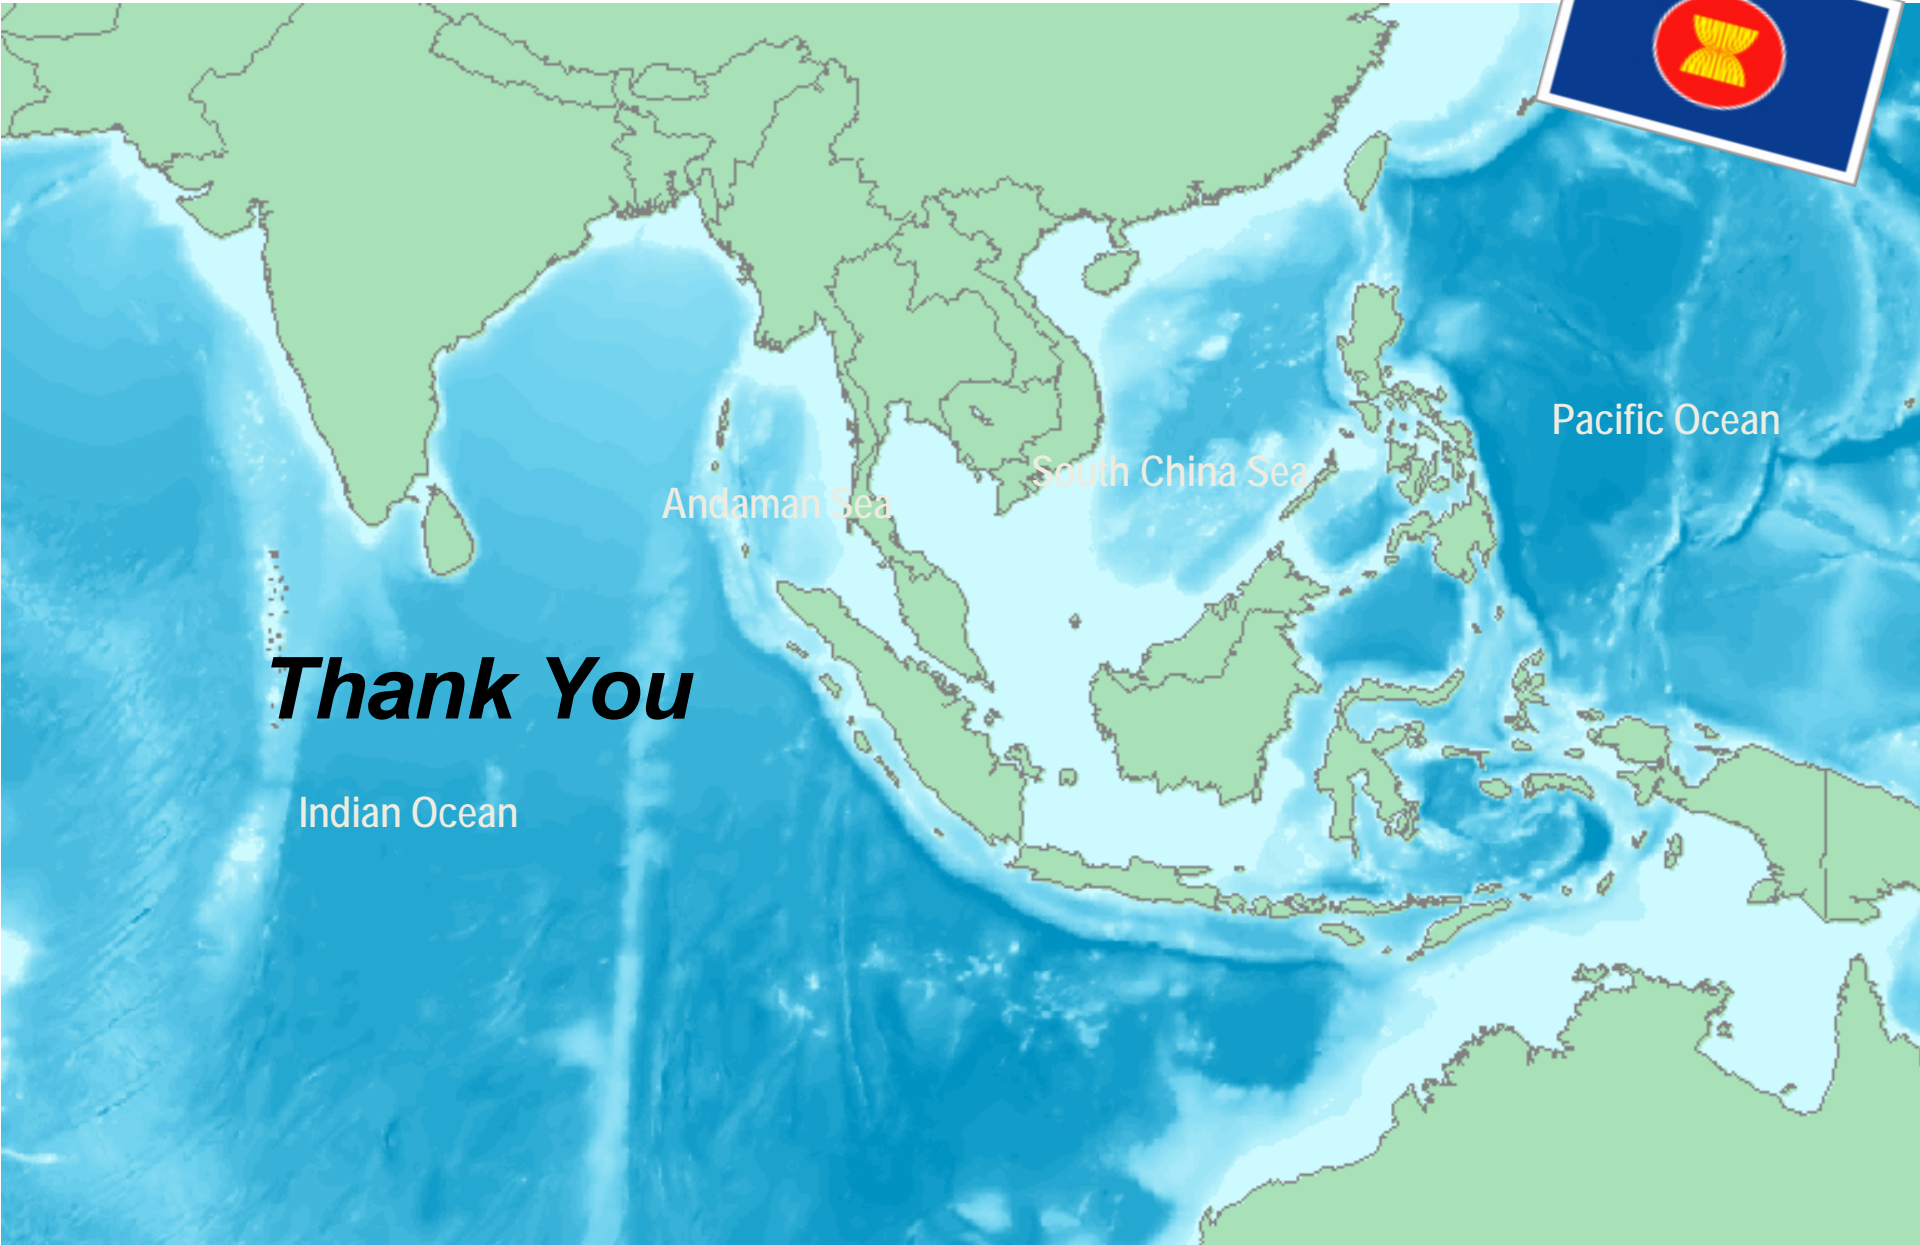 Pacific Ocean
South China Sea
Andaman Sea
Thank You
Indian Ocean